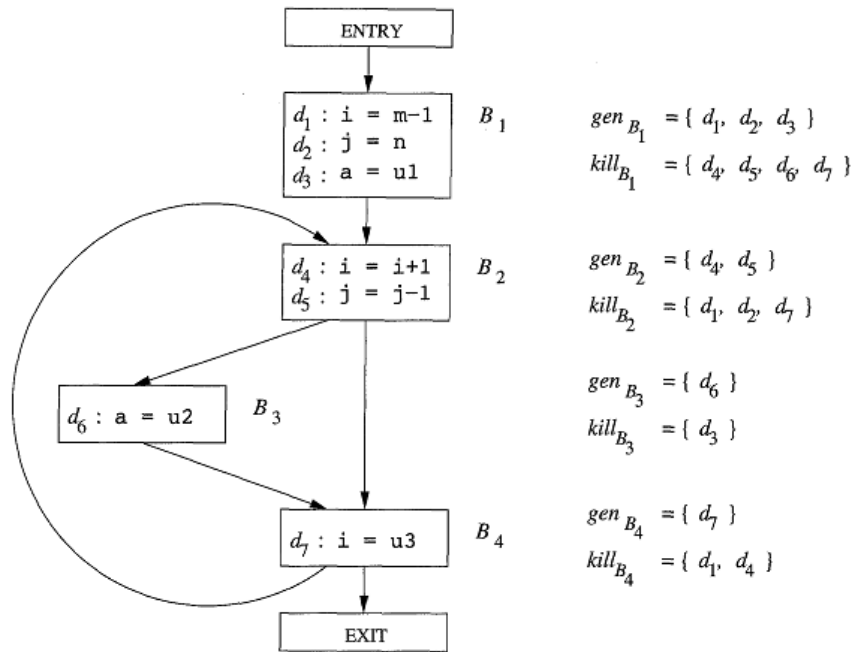 ENTRY
d1 : i = m-1
d2 : j = n
d3 : a = u1
B1
gen B1 = { d1, d2, d3 }
kill B1 = { d4, d5, d6, d7 }
d4 : i = i+1
d5 : j = j-1
B2
gen B2 = { d4, d5 }
kill B2 = { d1, d2, d7 }
d6 : a = u2
B3
gen B3 = { d6 }
kill B3 = { d3 }
d7 : i = u3
B4
gen B4 = { d7 }
kill B4 = { d1, d4 }
EXIT